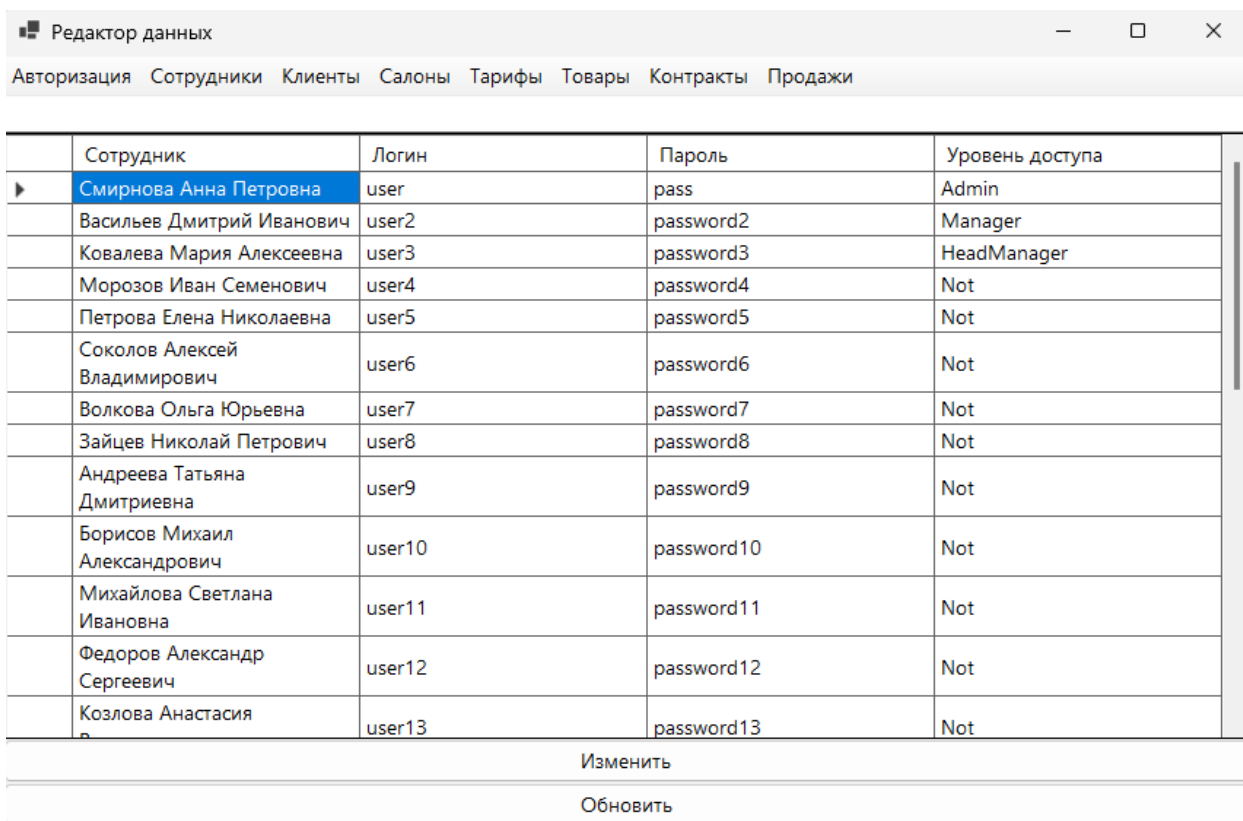 Редактор данных
Авторизация Сотрудники Клиенты Салоны Тарифы Товары Контракты Продажи
Сотрудник Логин Пароль Уровень доступа
Смирнова Анна Петровна user pass Admin
Васильев Дмитрий Иванович user2 password2 Manager
Ковалева Мария Алексеевна user3 password3 HeadManager
Морозов Иван Семенович user4 password4 Not
Петрова Елена Николаевна user5 password5 Not
Соколов Алексей
Владимирович user6 password6 Not
Волкова Ольга Юрьевна user7 password7 Not
Зайцев Николай Петрович user8 password8 Not
Андреева Татьяна
Дмитриевна user9 password9 Not
Борисов Михаил
Александрович user10 password10 Not
Михайлова Светлана
Ивановна user11 password11 Not
Федоров Александр
Сергеевич user12 password12 Not
Козлова Анастасия
user13 password13 Not
Изменить
Обновить